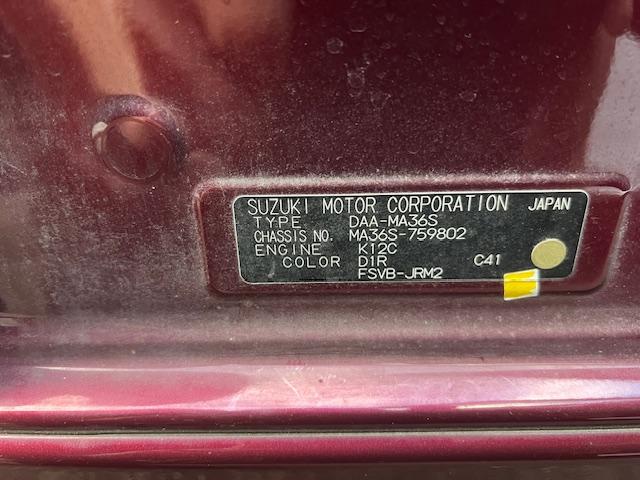 SUZUKI MOTOR CORPORATION JAPAN
TYPE DAA-MA36S
CHASSIS NO. MA36S-759802
ENGINE K12C
COLOR D1R C41
FSVB-JRM2